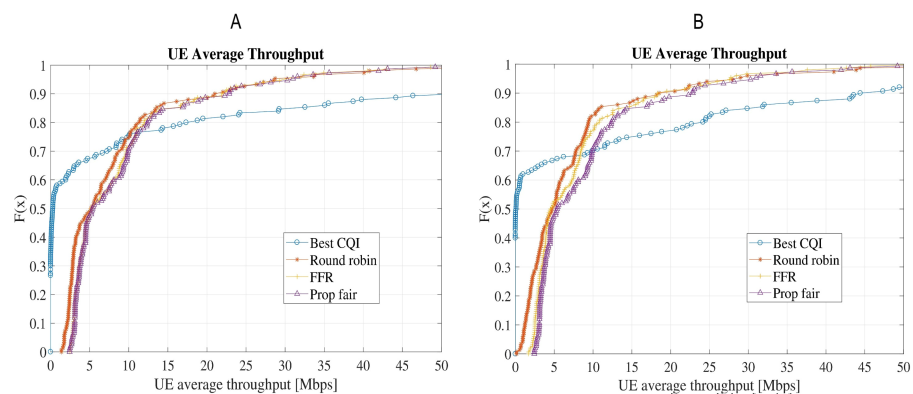 A
B
UE Average Throughput
1
0.9
0.8
0.7
0.6
0.5
0.4
0.3
0.2
0.1
0
F(x)
Best CQI
Round robin
FFR
Prop fair
0 5 10 15 20 25 30 35 40 45 50
UE average throughput [Mbps]
UE Average Throughput
1
0.9
0.8
0.7
0.6
0.5
0.4
0.3
0.2
0.1
0
F(x)
Best CQI
Round robin
FFR
Prop fair
0 5 10 15 20 25 30 35 40 45 50
UE average throughput [Mbps]